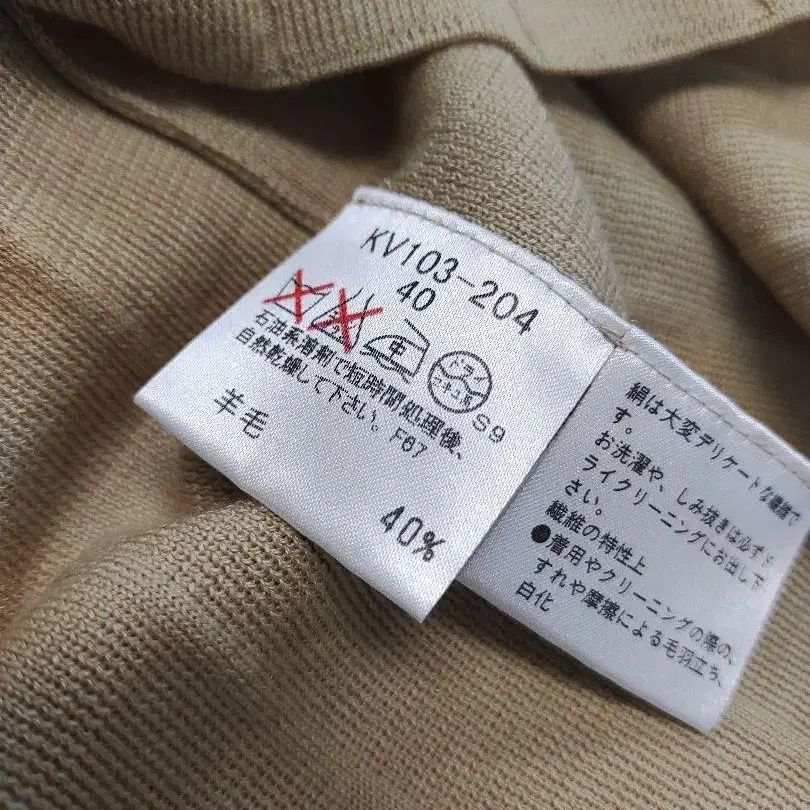 KV103-204
40
中
ドライ
セキユ系
石油系溶剤で短時間処理後、
自然乾燥して下さい。F67
S9
羊毛
40%
絹は大変デリケートな繊維で
す。
お洗濯や、しみ抜きは必ずド
ライクリーニングにお出し下
さい。
繊維の特性上
●着用やクリーニングの際の、
すれや摩擦による毛羽立ち、
白化